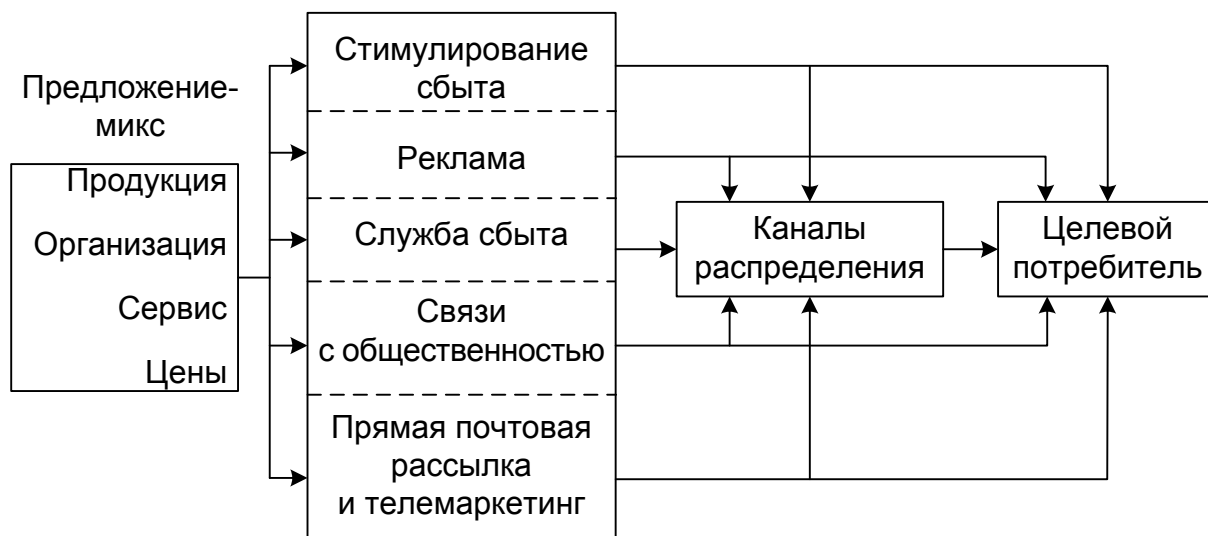 Предложение-
микс
Продукция
Организация
Сервис
Цены
Стимулирование
сбыта
Реклама
Служба сбыта
Связи
с общественностью
Прямая почтовая
рассылка
и телемаркетинг
Каналы
распределения
Целевой
потребитель